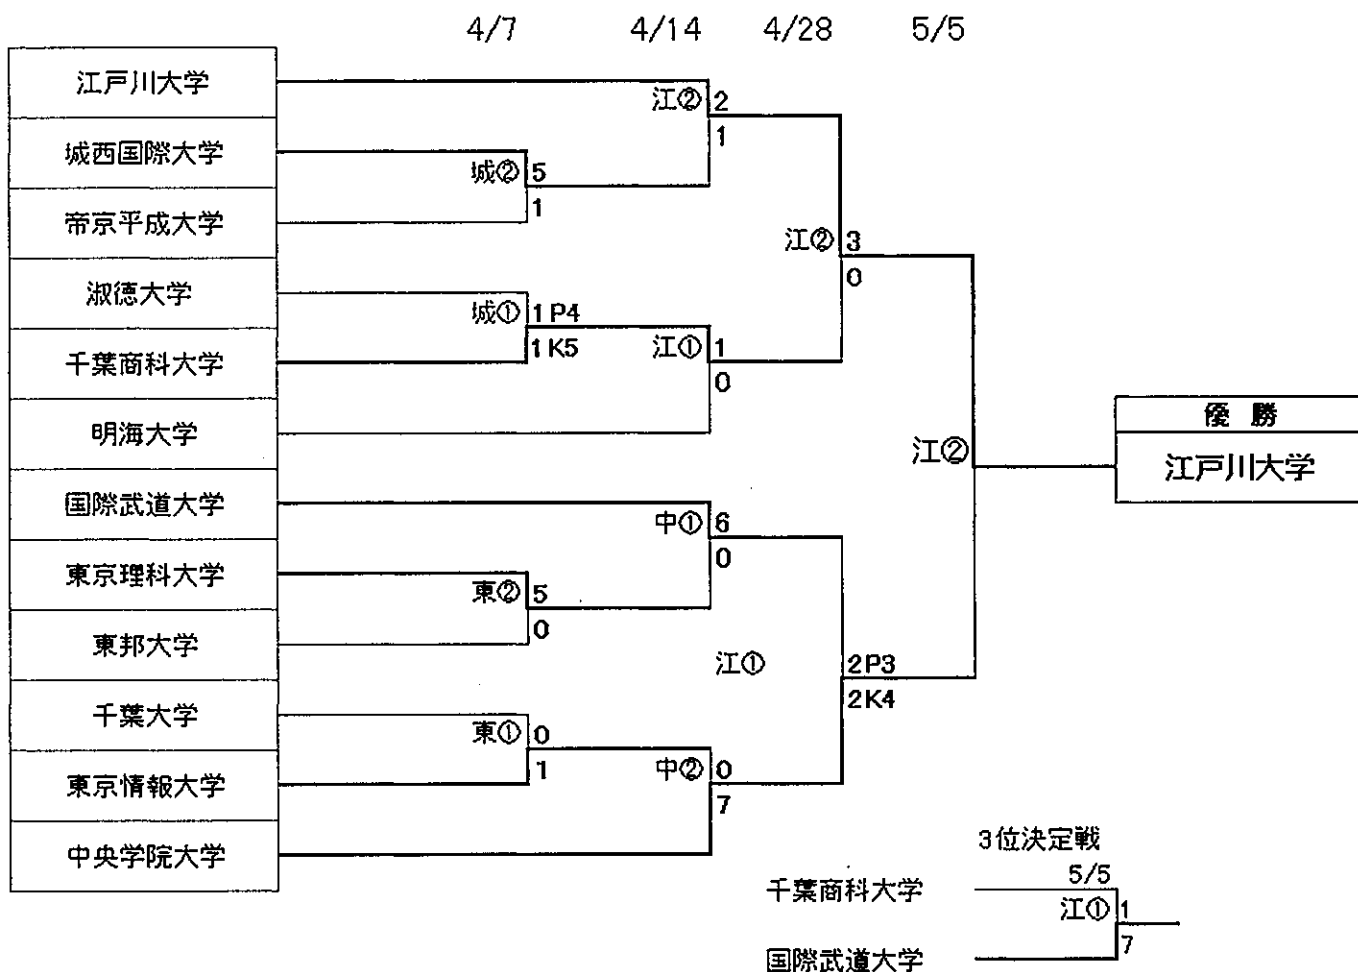 4/7 4/14 4/28 5/5
江戸川大学
江② 2
1
城西国際大学
城② 5
1
帝京平成大学
江② 3
0
淑徳大学
城① 1 P4
1 K5
千葉商科大学
江① 1
0
明海大学
優勝
江戸川大学
江②
国際武道大学
中① 6
0
東京理科大学
東② 5
0
東邦大学
江① 2P3
2K4
千葉大学
東① 0
1
東京情報大学
中② 0
7
中央学院大学
3位決定戦
5/5
千葉商科大学
江① 1
7
国際武道大学